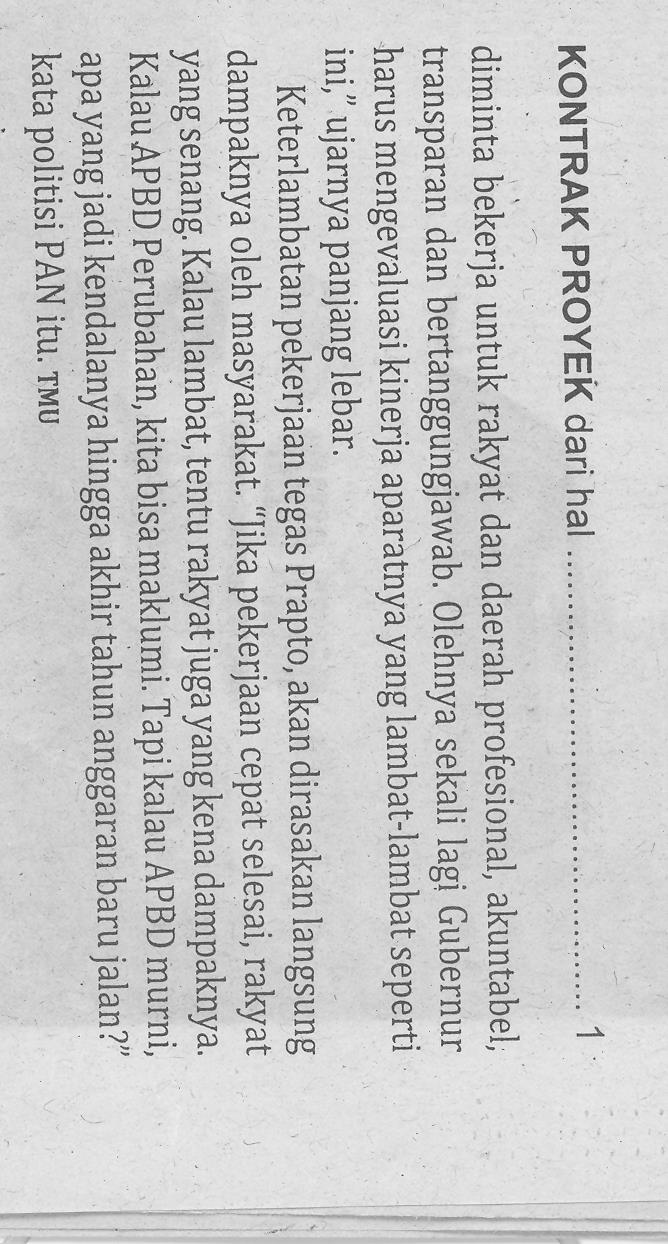 KONTRAK PROYEK dari hal ........................................... 1
diminta bekerja untuk rakyat dan daerah profesional, akuntabel,
transparan dan bertanggungjawab. Olehnya sekali lagi Gubernur
harus mengevaluasi kinerja aparatnya yang lambat-lambat seperti
ini,” ujarnya panjang lebar.
Keterlambatan pekerjaan tegas Prapto, akan dirasakan langsung
dampaknya oleh masyarakat. “Jika pekerjaan cepat selesai, rakyat
yang senang. Kalau lambat, tentu rakyat juga yang kena dampaknya.
Kalau APBD Perubahan, kita bisa maklumi. Tapi kalau APBD murni,
apa yang jadi kendalanya hingga akhir tahun anggaran baru jalan?”
kata politisi PAN itu. TMU